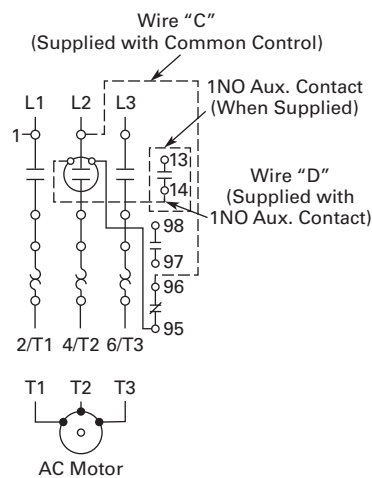 Wire “C”
(Supplied with Common Control)
1NO Aux. Contact
(When Supplied)
L1 L2 L3
1
13
14
Wire “D”
(Supplied with
1NO Aux. Contact)
98
97
96
95
2/T1 4/T2 6/T3
T1 T2 T3
AC Motor